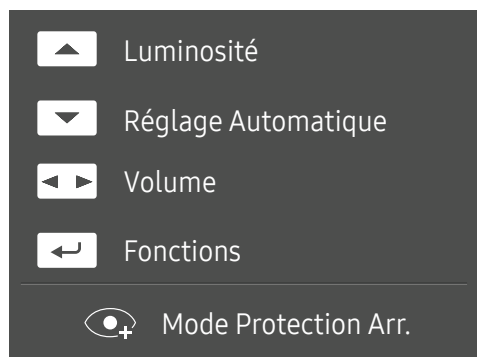 Luminosité
Réglage Automatique
Volume
Fonctions
Mode Protection Arr.